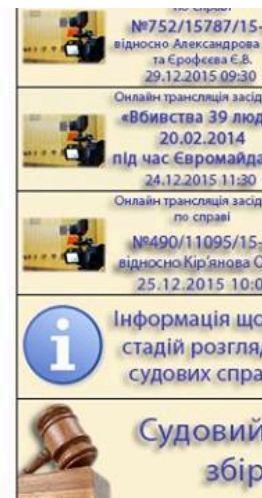 №752/15787/15-
відносно Александрова
та Єрофєєва Є.В.
29.12.2015 09:30
Онлайн трансляція засід
«Вбивства 39 люд
20.02.2014
під час Євромайда
24.12.2015 11:30
Онлайн трансляція засід
по справі
№490/11095/15-
відносно Кір'янова О
25.12.2015 10:0
Інформація що
стадій розгля
судових спра
Судовий
збір